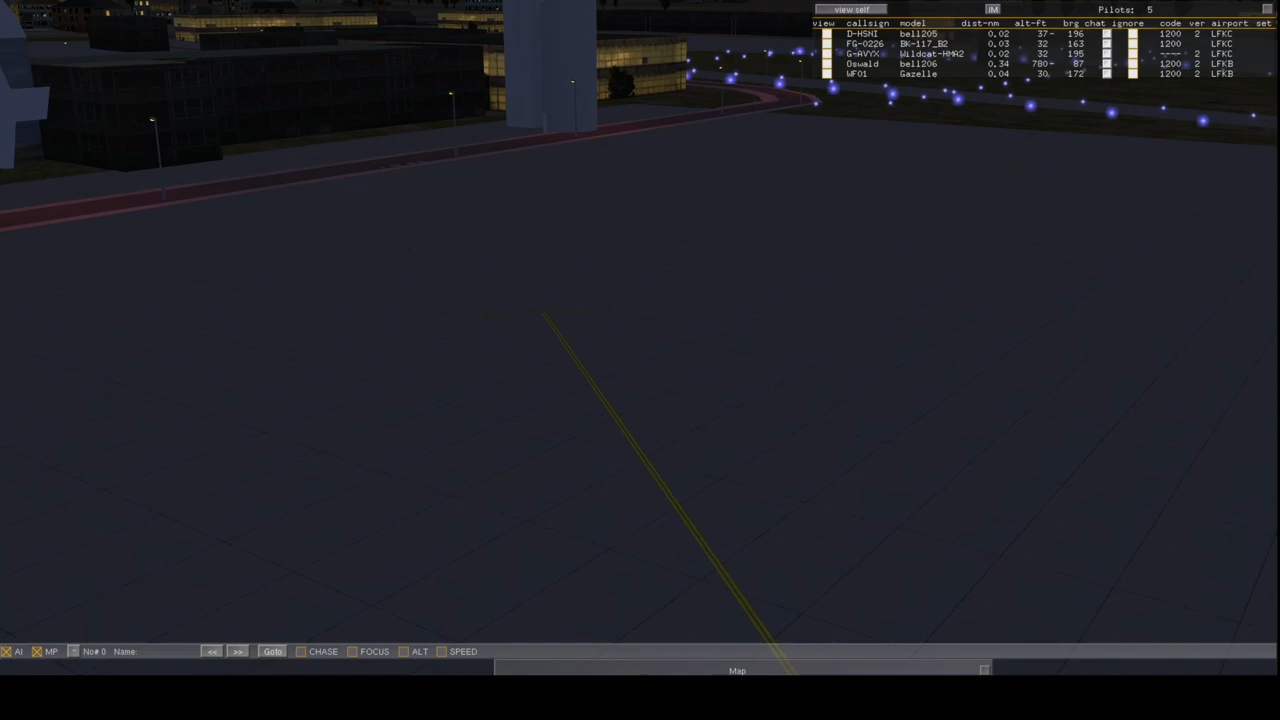 view self IM Pilots: 5
view callsign model dist-nm alt-ft brg chat ignore code ver airport set
D-HSNI bell205 0.02 37- 196 1200 2 LFKC
FG-0226 BK-117_B2 0.03 32 163 1200 LFKC
G-AVYX Wildcat-HMA2 0.02 32 195 ---- 2 LFKC
Oswald bell206 0.34 780- 87 1200 2 LFKB
WF01 Gazelle 0.04 30 172 1200 2 LFKB
AI MP ^ No# 0 Name: << >> Goto CHASE FOCUS ALT SPEED
Map